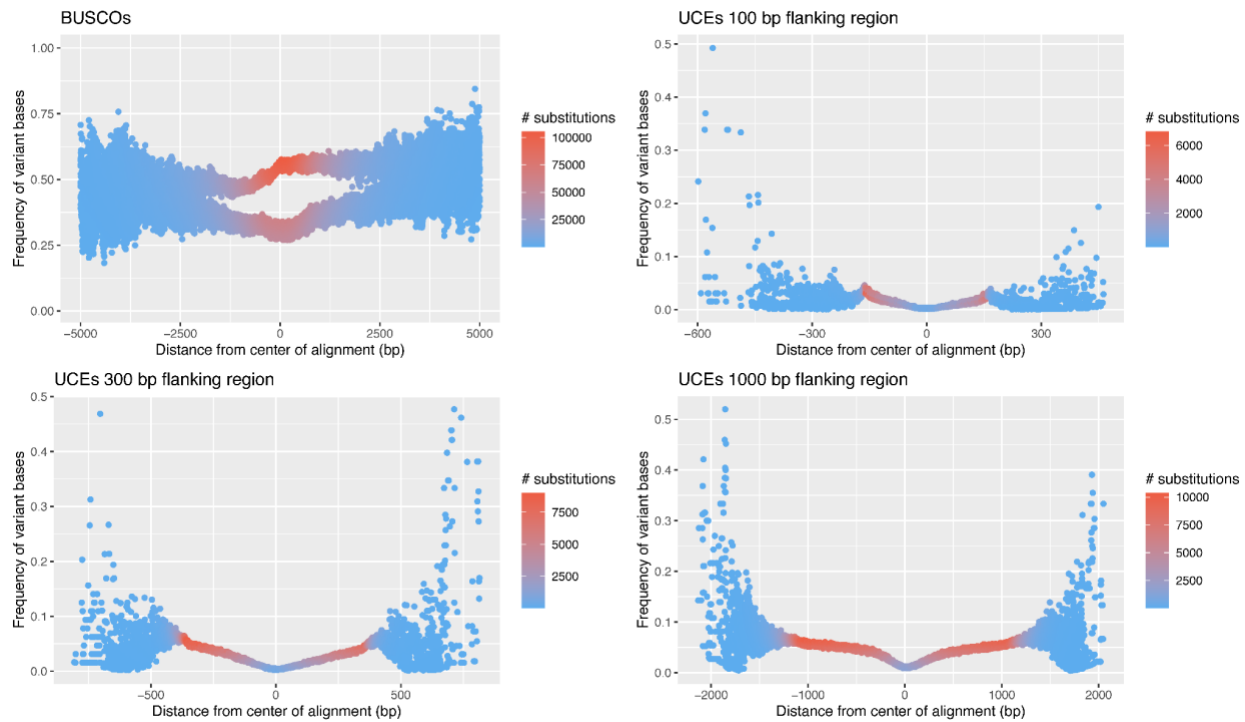 BUSCOs
1.00
0.75
0.50
0.25
0.00
Frequency of variant bases
−5000 −2500 0 2500 5000
Distance from center of alignment (bp)
# substitutions
100000
75000
50000
25000
UCEs 100 bp flanking region
0.5
0.4
0.3
0.2
0.1
0.0
Frequency of variant bases
−600 −300 0 300
Distance from center of alignment (bp)
# substitutions
6000
4000
2000
UCEs 300 bp flanking region
0.5
0.4
0.3
0.2
0.1
0.0
Frequency of variant bases
−500 0 500
Distance from center of alignment (bp)
# substitutions
7500
5000
2500
UCEs 1000 bp flanking region
0.5
0.4
0.3
0.2
0.1
0.0
Frequency of variant bases
−2000 −1000 0 1000 2000
Distance from center of alignment (bp)
# substitutions
10000
7500
5000
2500